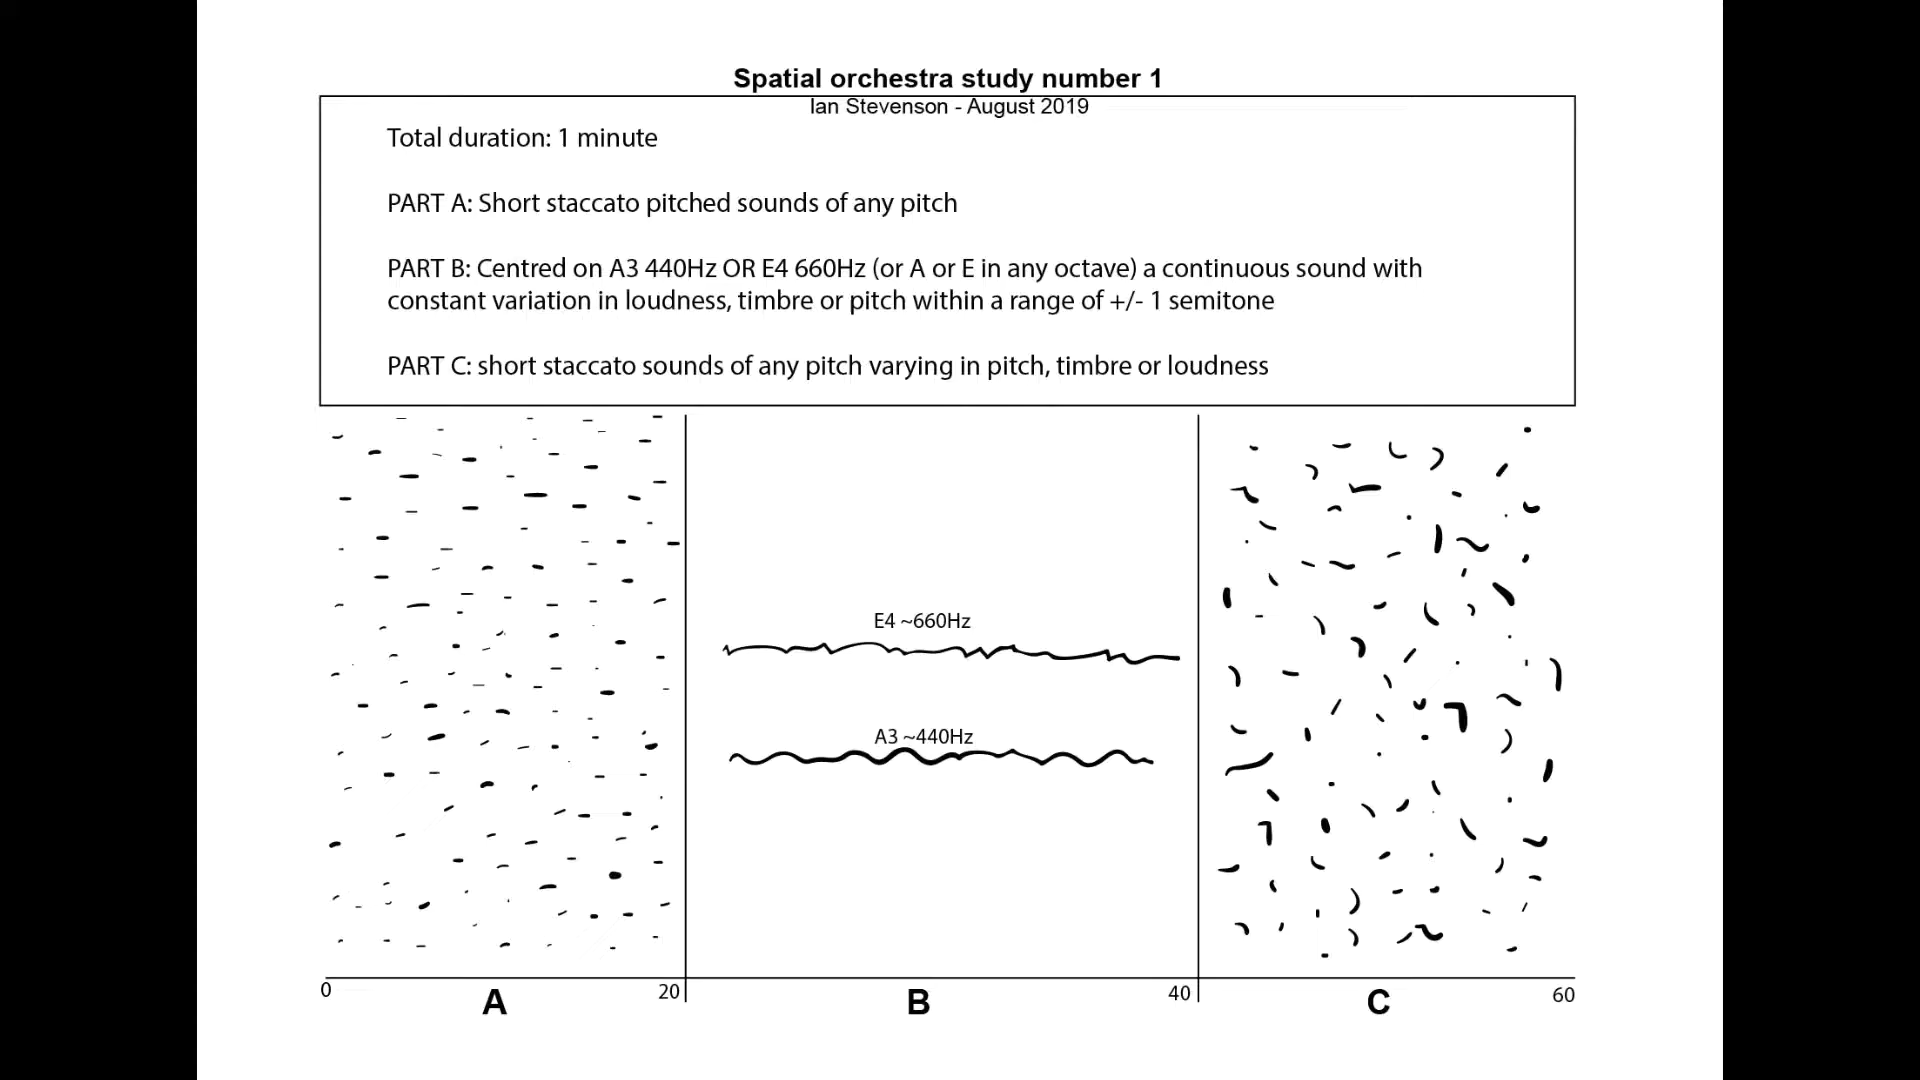 Spatial orchestra study number 1
Ian Stevenson - August 2019
Total duration: 1 minute
PART A: Short staccato pitched sounds of any pitch
PART B: Centred on A3 440Hz OR E4 660Hz (or A or E in any octave) a continuous sound with
constant variation in loudness, timbre or pitch within a range of +/- 1 semitone
PART C: short staccato sounds of any pitch varying in pitch, timbre or loudness
E4 ~660Hz
A3 ~440Hz
0
20
40
60
A
B
C